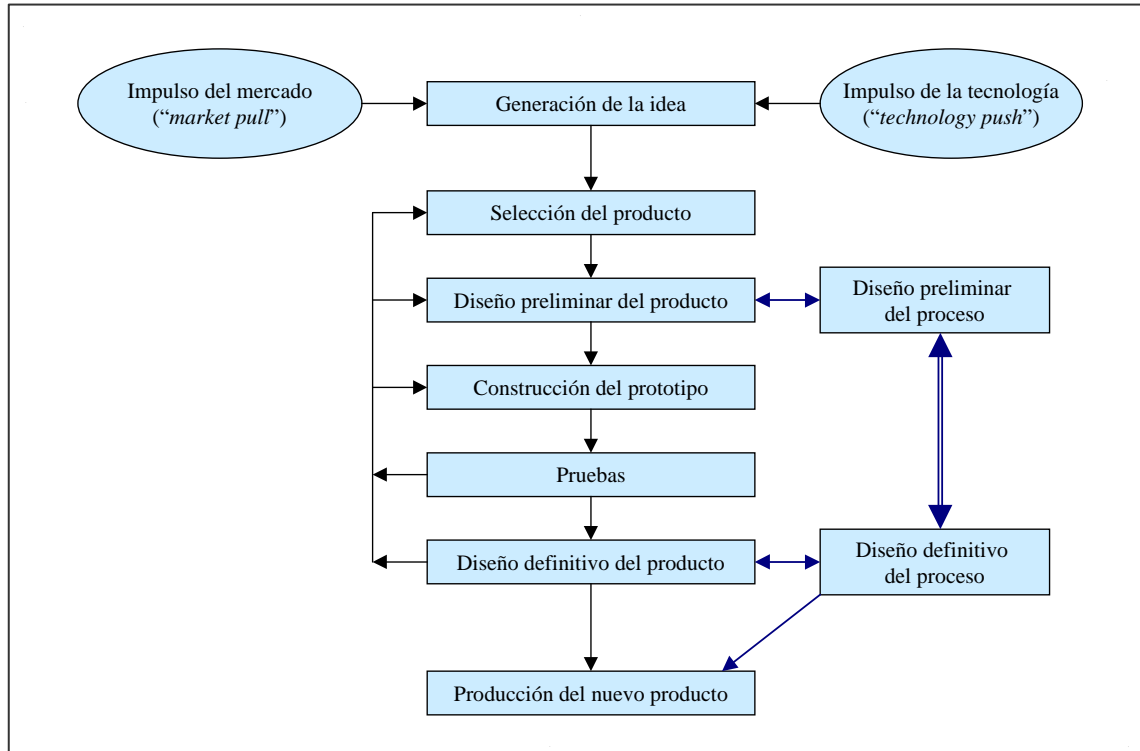 Impulso del mercado
(“market pull”)
Generación de la idea
Impulso de la tecnología
(“technology push”)
Selección del producto
Diseño preliminar del producto
Diseño preliminar
del proceso
Construcción del prototipo
Pruebas
Diseño definitivo del producto
Diseño definitivo
del proceso
Producción del nuevo producto